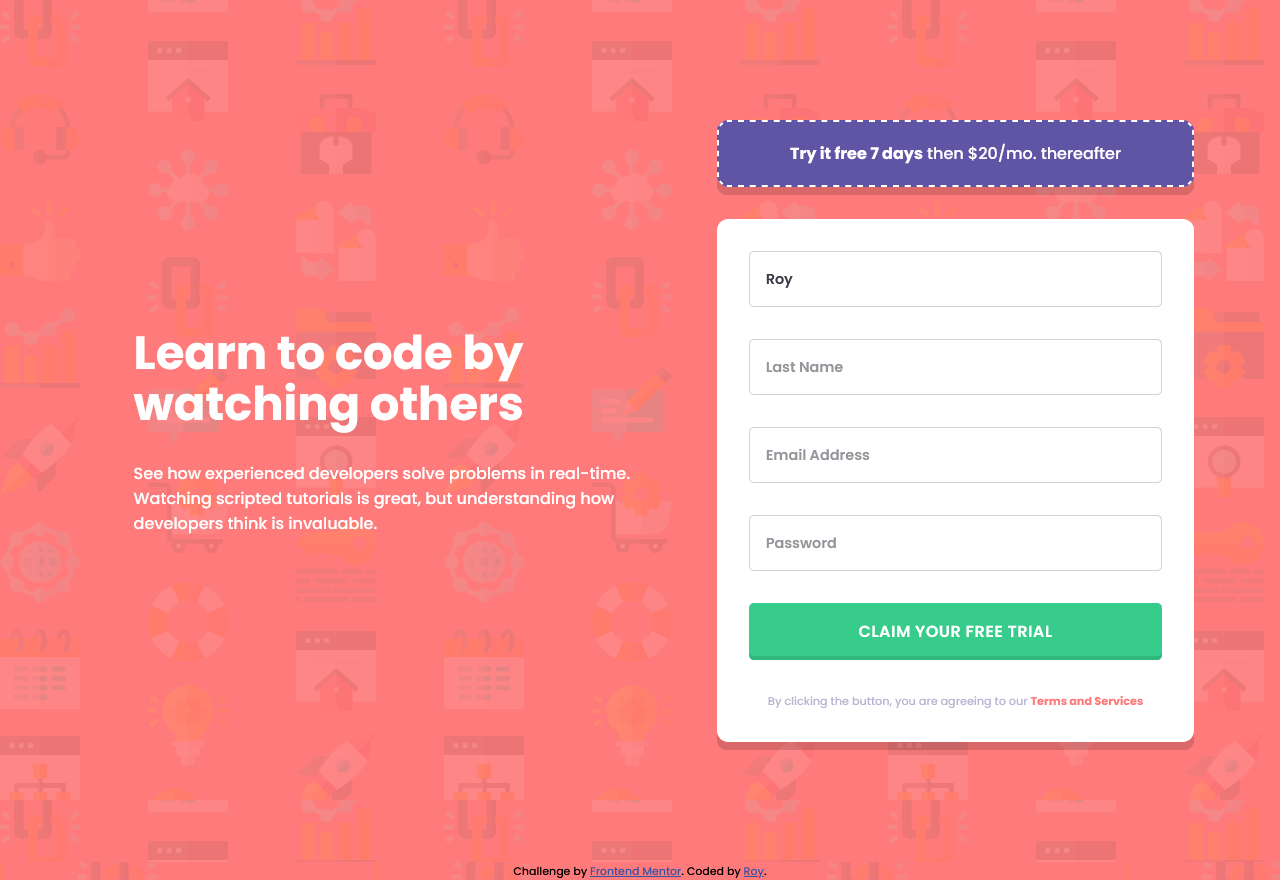 Learn to code by
watching others
See how experienced developers solve problems in real-time.
Watching scripted tutorials is great, but understanding how
developers think is invaluable.
Try it free 7 days then $20/mo. thereafter
Roy
Last Name
Email Address
Password
CLAIM YOUR FREE TRIAL
By clicking the button, you are agreeing to our Terms and Services
Challenge by Frontend Mentor. Coded by Roy.